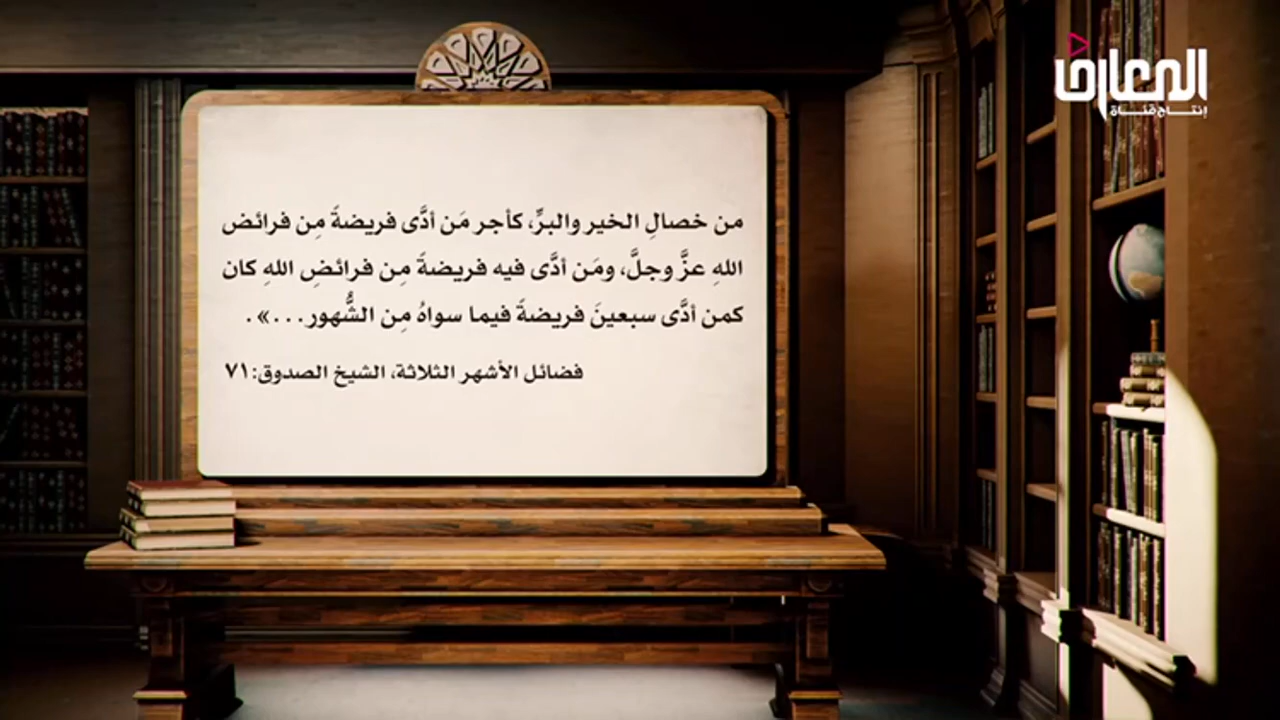 المعارف
إنتاج قناة
من خصالِ الخير والبرِّ، كأجر مَن أدَّى فريضةً مِن فرائض
اللهِ عزَّ وجلَّ، ومَن أدَّى فيه فريضةً مِن فرائضِ اللهِ كان
كمن أدَّى سبعينَ فريضةً فيما سواهُ مِن الشُّهور...».
فضائل الأشهر الثلاثة، الشيخ الصدوق:٧١